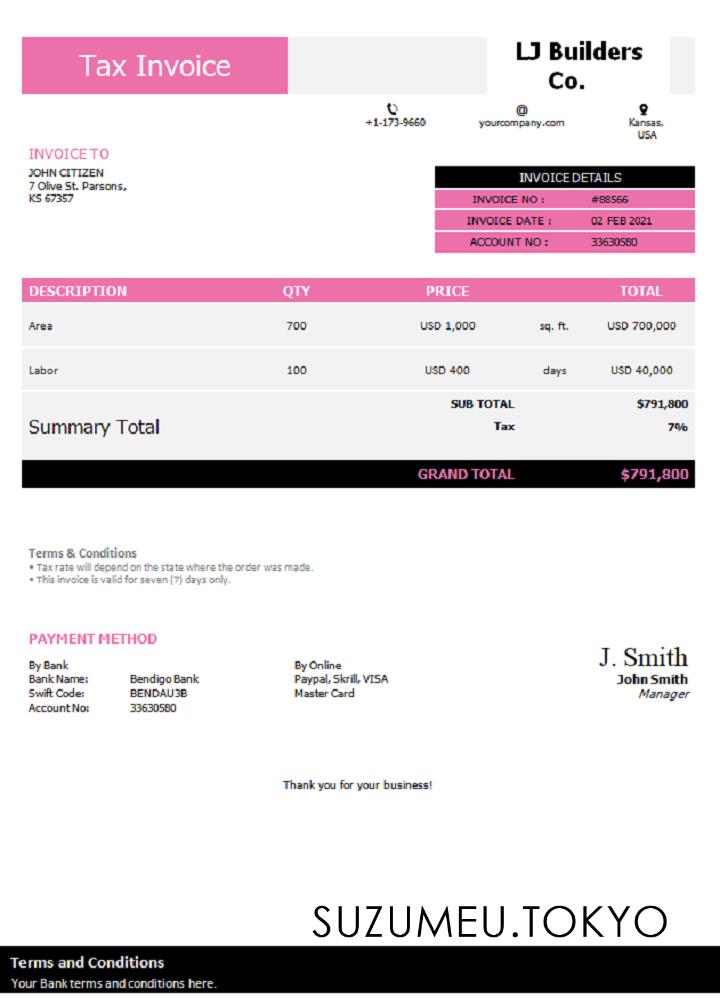 Tax Invoice
LJ Builders
Co.
+1-173-9660
@
yourcompany.com
Kansas,
USA
INVOICE TO
JOHN CITIZEN
7 Olive St. Parsons,
KS 67357
INVOICE DETAILS
INVOICE NO : #88566
INVOICE DATE : 02 FEB 2021
ACCOUNT NO : 33630580
DESCRIPTION QTY PRICE TOTAL
Area 700 USD 1,000 sq. ft. USD 700,000
Labor 100 USD 400 days USD 40,000
SUB TOTAL $791,800
Summary Total Tax 7%
GRAND TOTAL $791,800
Terms & Conditions
• Tax rate will depend on the state where the order was made.
• This invoice is valid for seven (7) days only.
PAYMENT METHOD
By Bank
Bank Name: Bendigo Bank
Swift Code: BENDAU3B
Account No: 33630580
By Online
Paypal, Skrill, VISA
Master Card
J. Smith
John Smith
Manager
Thank you for your business!
SUZUMEU.TOKYO
Terms and Conditions
Your Bank terms and conditions here.